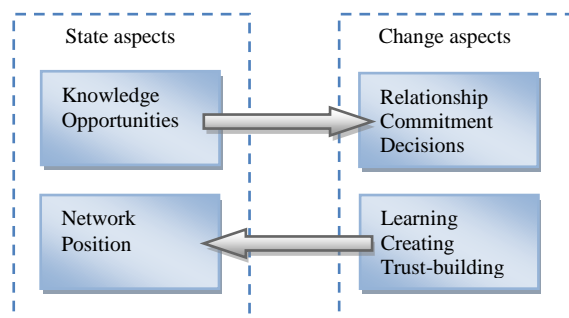 State aspects
Change aspects
Knowledge
Opportunities
Relationship
Commitment
Decisions
Network
Position
Learning
Creating
Trust-building